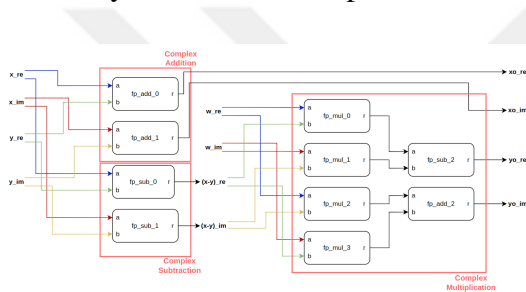 Complex
Addition
x_re
x_im
y_re
y_im
a
b
fp_add_0
r
a
b
fp_add_1
r
a
b
fp_sub_0
r
a
b
fp_sub_1
r
Complex
Subtraction
(x-y)_re
(x-y)_im
w_re
w_im
a
b
fp_mul_0
r
a
b
fp_mul_1
r
a
b
fp_mul_2
r
a
b
fp_mul_3
r
a
b
fp_sub_2
r
a
b
fp_add_2
r
Complex
Multiplication
xo_re
xo_im
yo_re
yo_im